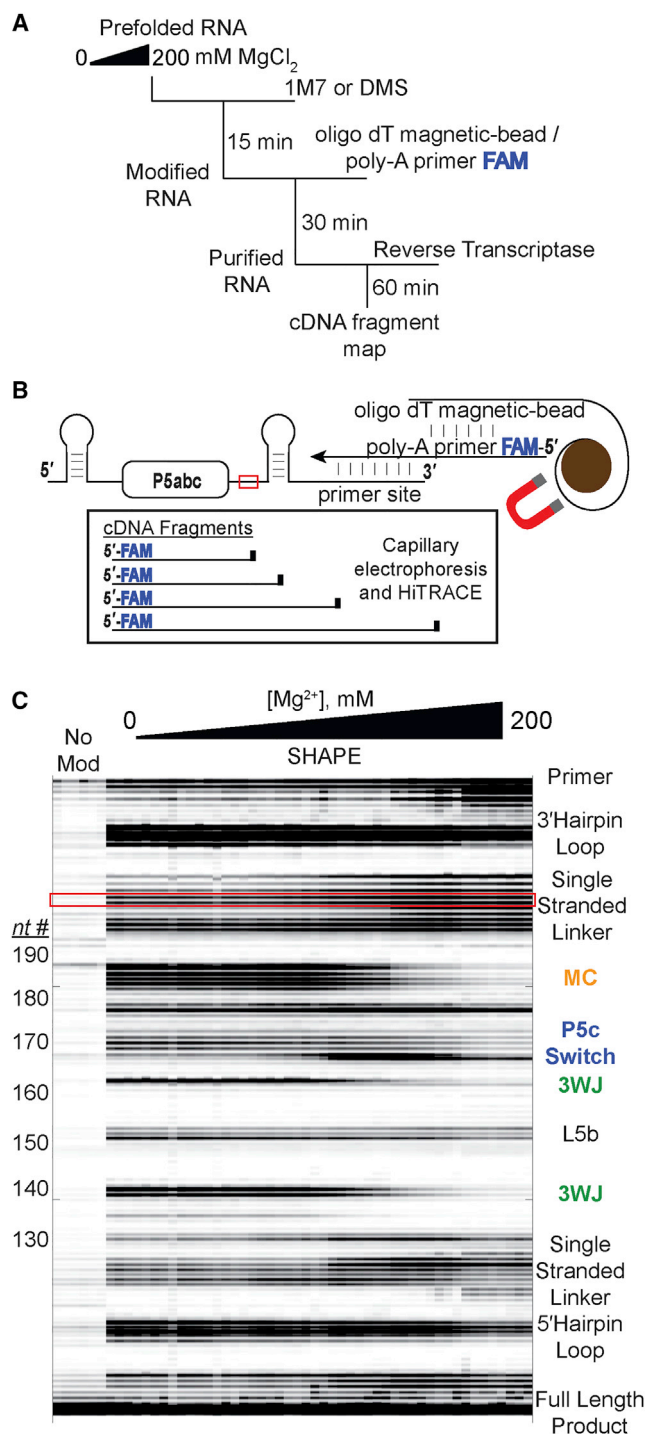 A
Prefolded RNA
0 200 mM MgCl2
1M7 or DMS
15 min
oligo dT magnetic-bead /
poly-A primer FAM
Modified
RNA
30 min
Purified
RNA
Reverse Transcriptase
60 min
cDNA fragment
map
B
oligo dT magnetic-bead
poly-A primer FAM-5′
5′
P5abc
3′
primer site
cDNA Fragments
5′-FAM
5′-FAM
5′-FAM
5′-FAM
Capillary
electrophoresis
and HiTRACE
C
[Mg2+], mM
0
200
No
Mod
SHAPE
Primer
3′Hairpin
Loop
Single
Stranded
Linker
nt #
190
MC
180
P5c
Switch
170
3WJ
160
L5b
150
3WJ
140
130
Single
Stranded
Linker
5′Hairpin
Loop
Full Length
Product